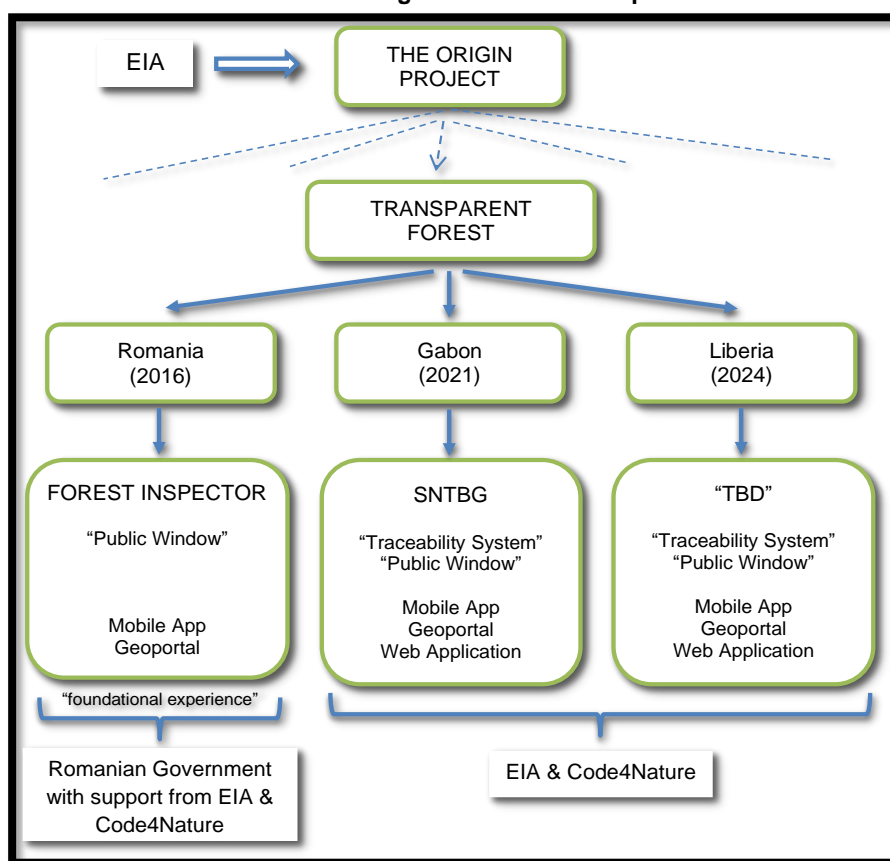 EIA
THE ORIGIN
PROJECT
TRANSPARENT
FOREST
Romania
(2016)
Gabon
(2021)
Liberia
(2024)
FOREST INSPECTOR
“Public Window”
Mobile App
Geoportal
SNTBG
“Traceability System”
“Public Window”
Mobile App
Geoportal
Web Application
“TBD”
“Traceability System”
“Public Window”
Mobile App
Geoportal
Web Application
“foundational experience”
Romanian Government
with support from EIA &
Code4Nature
EIA & Code4Nature